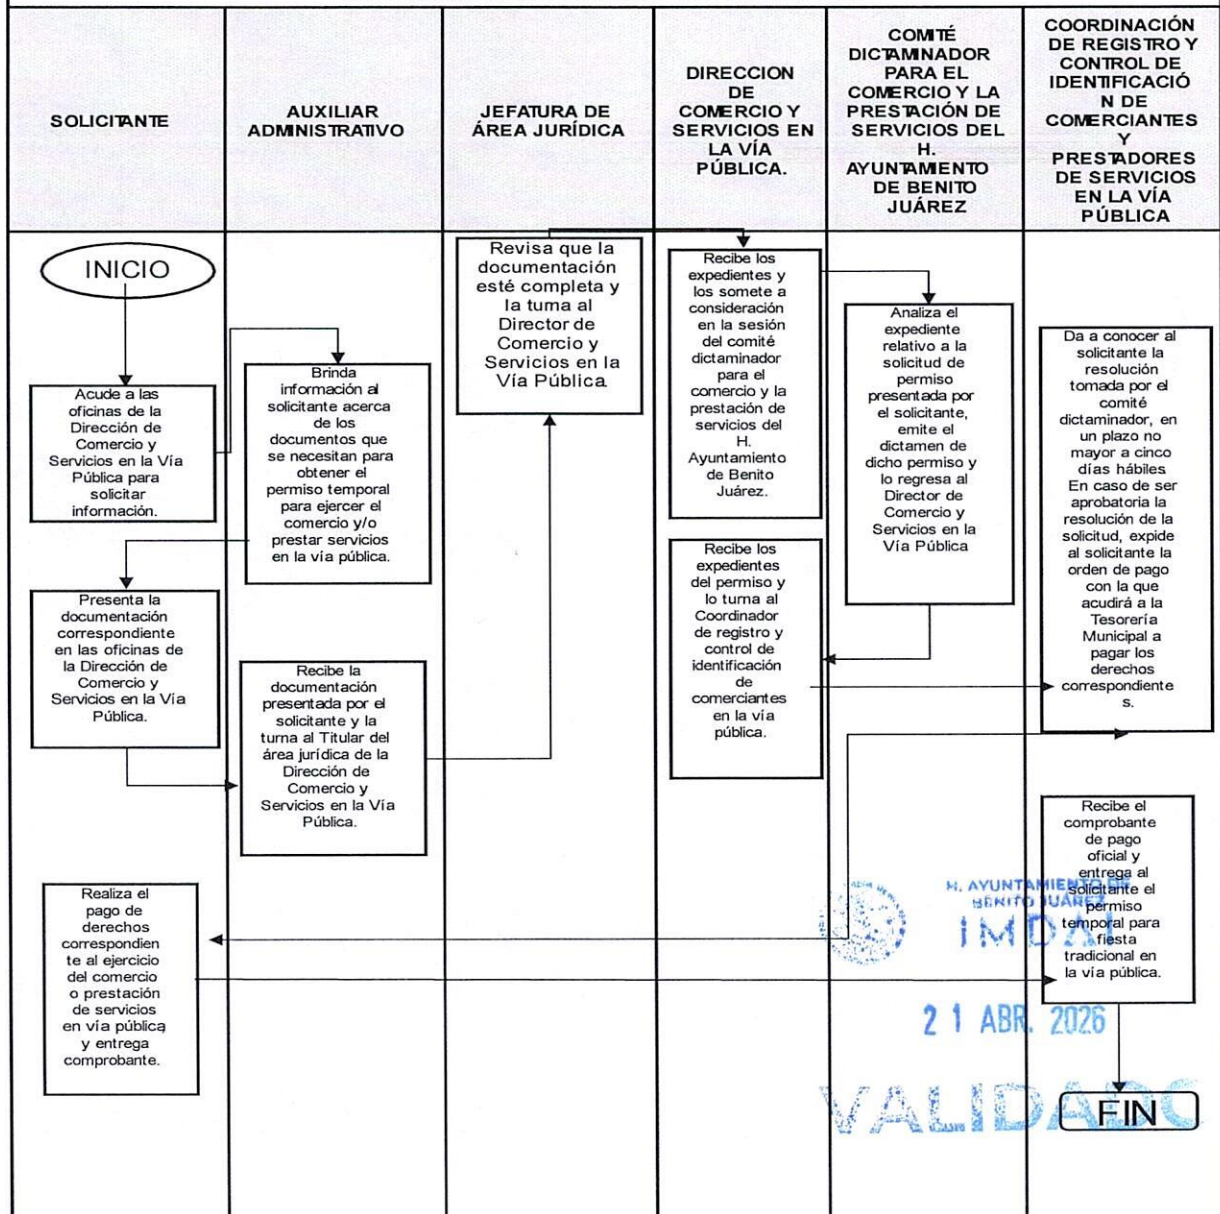 SOLICITANTE
AUXILIAR
ADMINISTRATIVO
JEFATURA DE
ÁREA JURÍDICA
DIRECCION
DE
COMERCIO Y
SERVICIOS EN
LA VÍA
PÚBLICA.
COMITÉ
DICTAMINADOR
PARA EL
COMERCIO Y LA
PRESTACIÓN DE
SERVICIOS DEL
H.
AYUNTAMIENTO
DE BENITO
JUÁREZ
COORDINACIÓN
DE REGISTRO Y
CONTROL DE
IDENTIFICACIÓ
N DE
COMERCIANTES
Y
PRESTADORES
DE SERVICIOS
EN LA VÍA
PÚBLICA
INICIO
Acude a las
oficinas de la
Dirección de
Comercio y
Servicios en la Vía
Pública para
solicitar
información.
Brinda
información al
solicitante acerca
de los
documentos que
se necesitan para
obtener el
permiso temporal
para ejercer el
comercio y/o
prestar servicios
en la vía pública.
Presenta la
documentación
correspondiente
en las oficinas de
la Dirección de
Comercio y
Servicios en la Vía
Pública.
Recibe la
documentación
presentada por el
solicitante y la
turna al Titular del
área jurídica de la
Dirección de
Comercio y
Servicios en la Vía
Pública.
Revisa que la
documentación
esté completa y
la turna al
Director de
Comercio y
Servicios en la
Vía Pública.
Recibe los
expedientes y
los somete a
consideración
en la sesión
del comité
dictaminador
para el
comercio y la
prestación de
servicios del
H.
Ayuntamiento
de Benito
Juárez.
Analiza el
expediente
relativo a la
solicitud de
permiso
presentada por
el solicitante,
emite el
dictamen de
dicho permiso y
lo regresa al
Director de
Comercio y
Servicios en la
Vía Pública
Recibe los
expedientes
del permiso y
lo turna al
Coordinador
de registro y
control de
identificación
de
comerciantes
en la vía
pública.
Da a conocer al
solicitante la
resolución
tomada por el
comité
dictaminador, en
un plazo no
mayor a cinco
días hábiles.
En caso de ser
aprobatoria la
resolución de la
solicitud, expide
al solicitante la
orden de pago
con la que
acudirá a la
Tesorería
Municipal a
pagar los
derechos
correspondiente
s.
Realiza el
pago de
derechos
correspondien
te al ejercicio
del comercio
o prestación
de servicios
en vía pública,
y entrega
comprobante.
Recibe el
comprobante
de pago
oficial y
entrega al
solicitante el
permiso
temporal para
fiesta
tradicional en
la vía pública.
FIN
H. AYUNTAMIENTO DE
BENITO JUÁREZ
IMDAI
21 ABR. 2026
VALIDADO